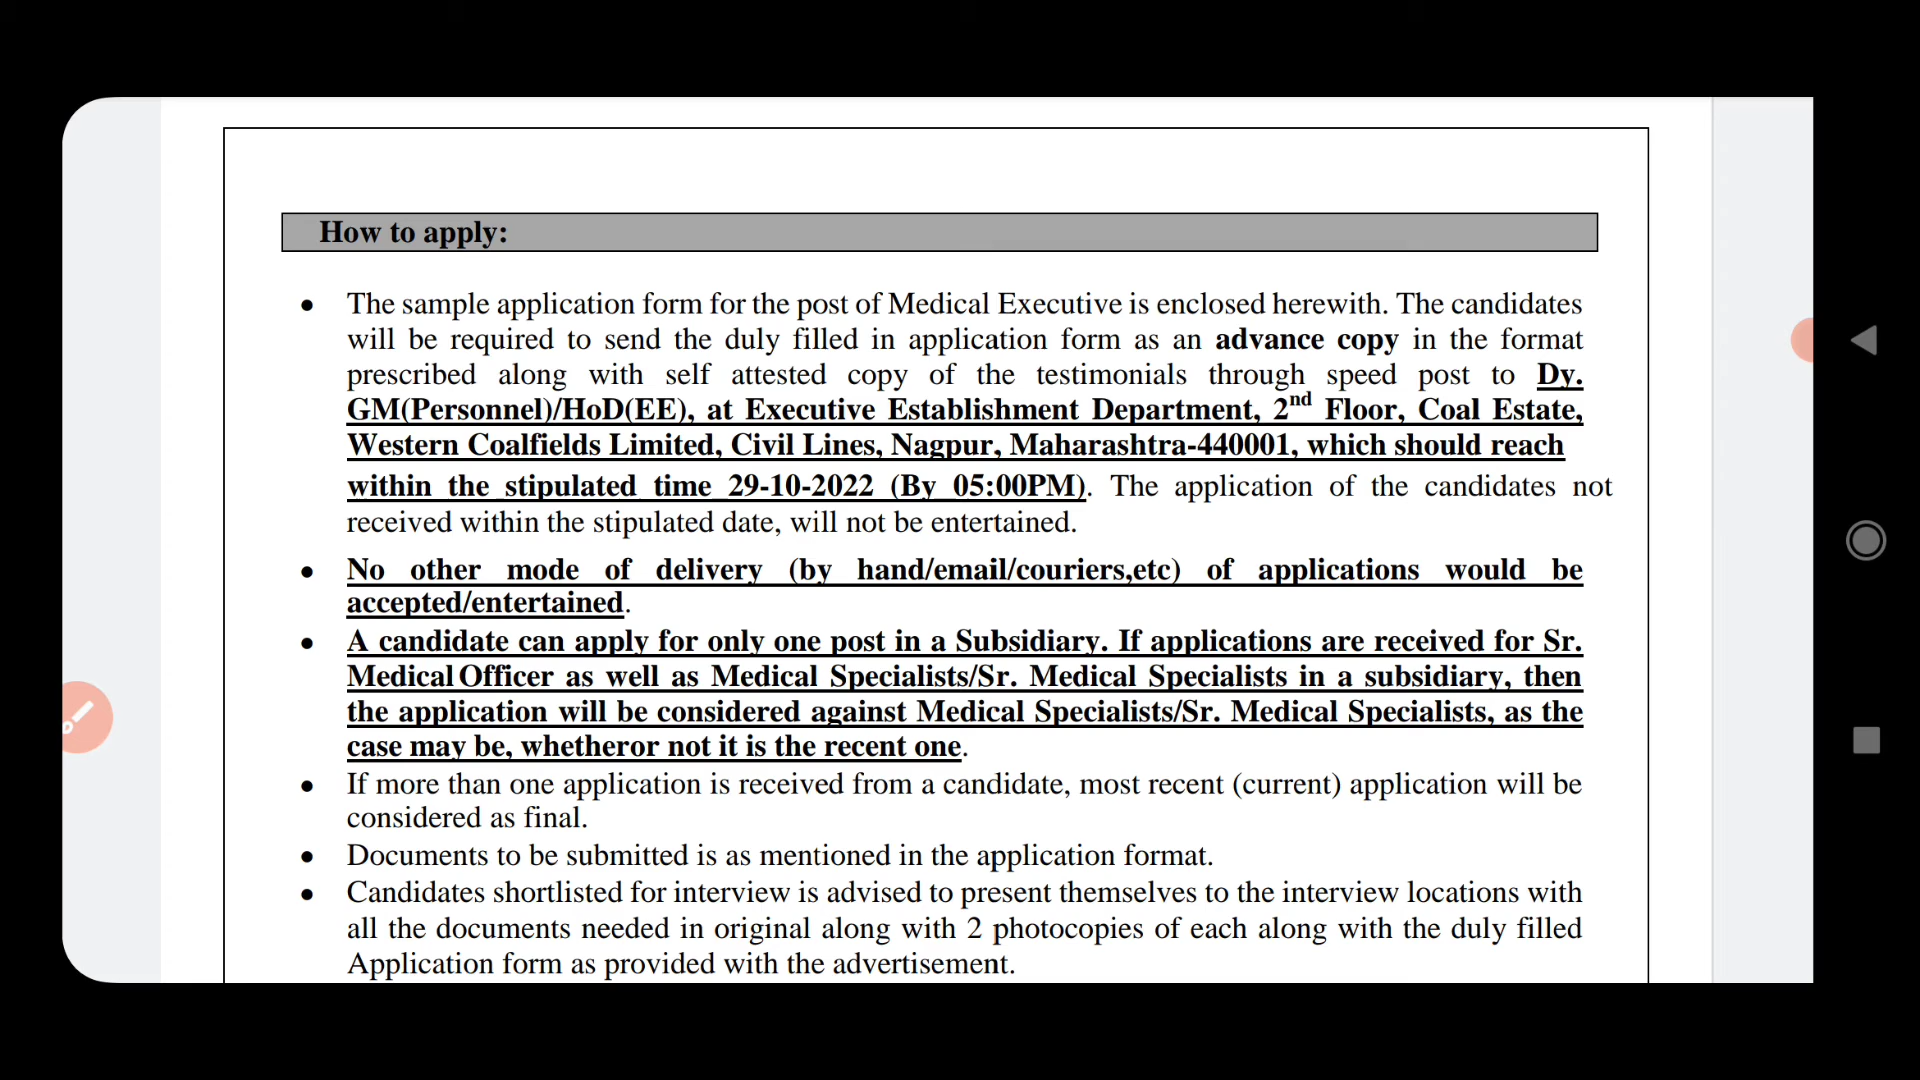 How to apply:
• The sample application form for the post of Medical Executive is enclosed herewith. The candidates
will be required to send the duly filled in application form as an advance copy in the format
prescribed along with self attested copy of the testimonials through speed post to Dy.
GM(Personnel)/HoD(EE), at Executive Establishment Department, 2nd Floor, Coal Estate,
Western Coalfields Limited, Civil Lines, Nagpur, Maharashtra-440001, which should reach
within the stipulated time 29-10-2022 (By 05:00PM). The application of the candidates not
received within the stipulated date, will not be entertained.
• No other mode of delivery (by hand/email/couriers,etc) of applications would be
accepted/entertained.
• A candidate can apply for only one post in a Subsidiary. If applications are received for Sr.
Medical Officer as well as Medical Specialists/Sr. Medical Specialists in a subsidiary, then
the application will be considered against Medical Specialists/Sr. Medical Specialists, as the
case may be, whetheror not it is the recent one.
• If more than one application is received from a candidate, most recent (current) application will be
considered as final.
• Documents to be submitted is as mentioned in the application format.
• Candidates shortlisted for interview is advised to present themselves to the interview locations with
all the documents needed in original along with 2 photocopies of each along with the duly filled
Application form as provided with the advertisement.